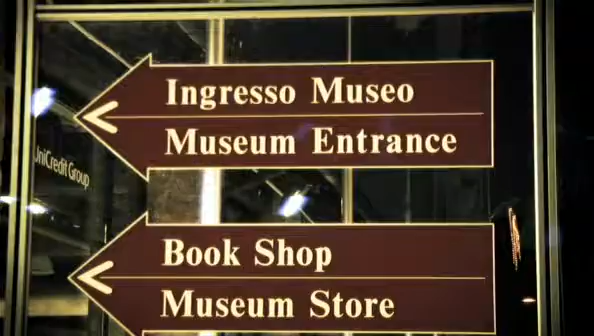 Ingresso Museo
Museum Entrance
UniCredit Group
Book Shop
Museum Store